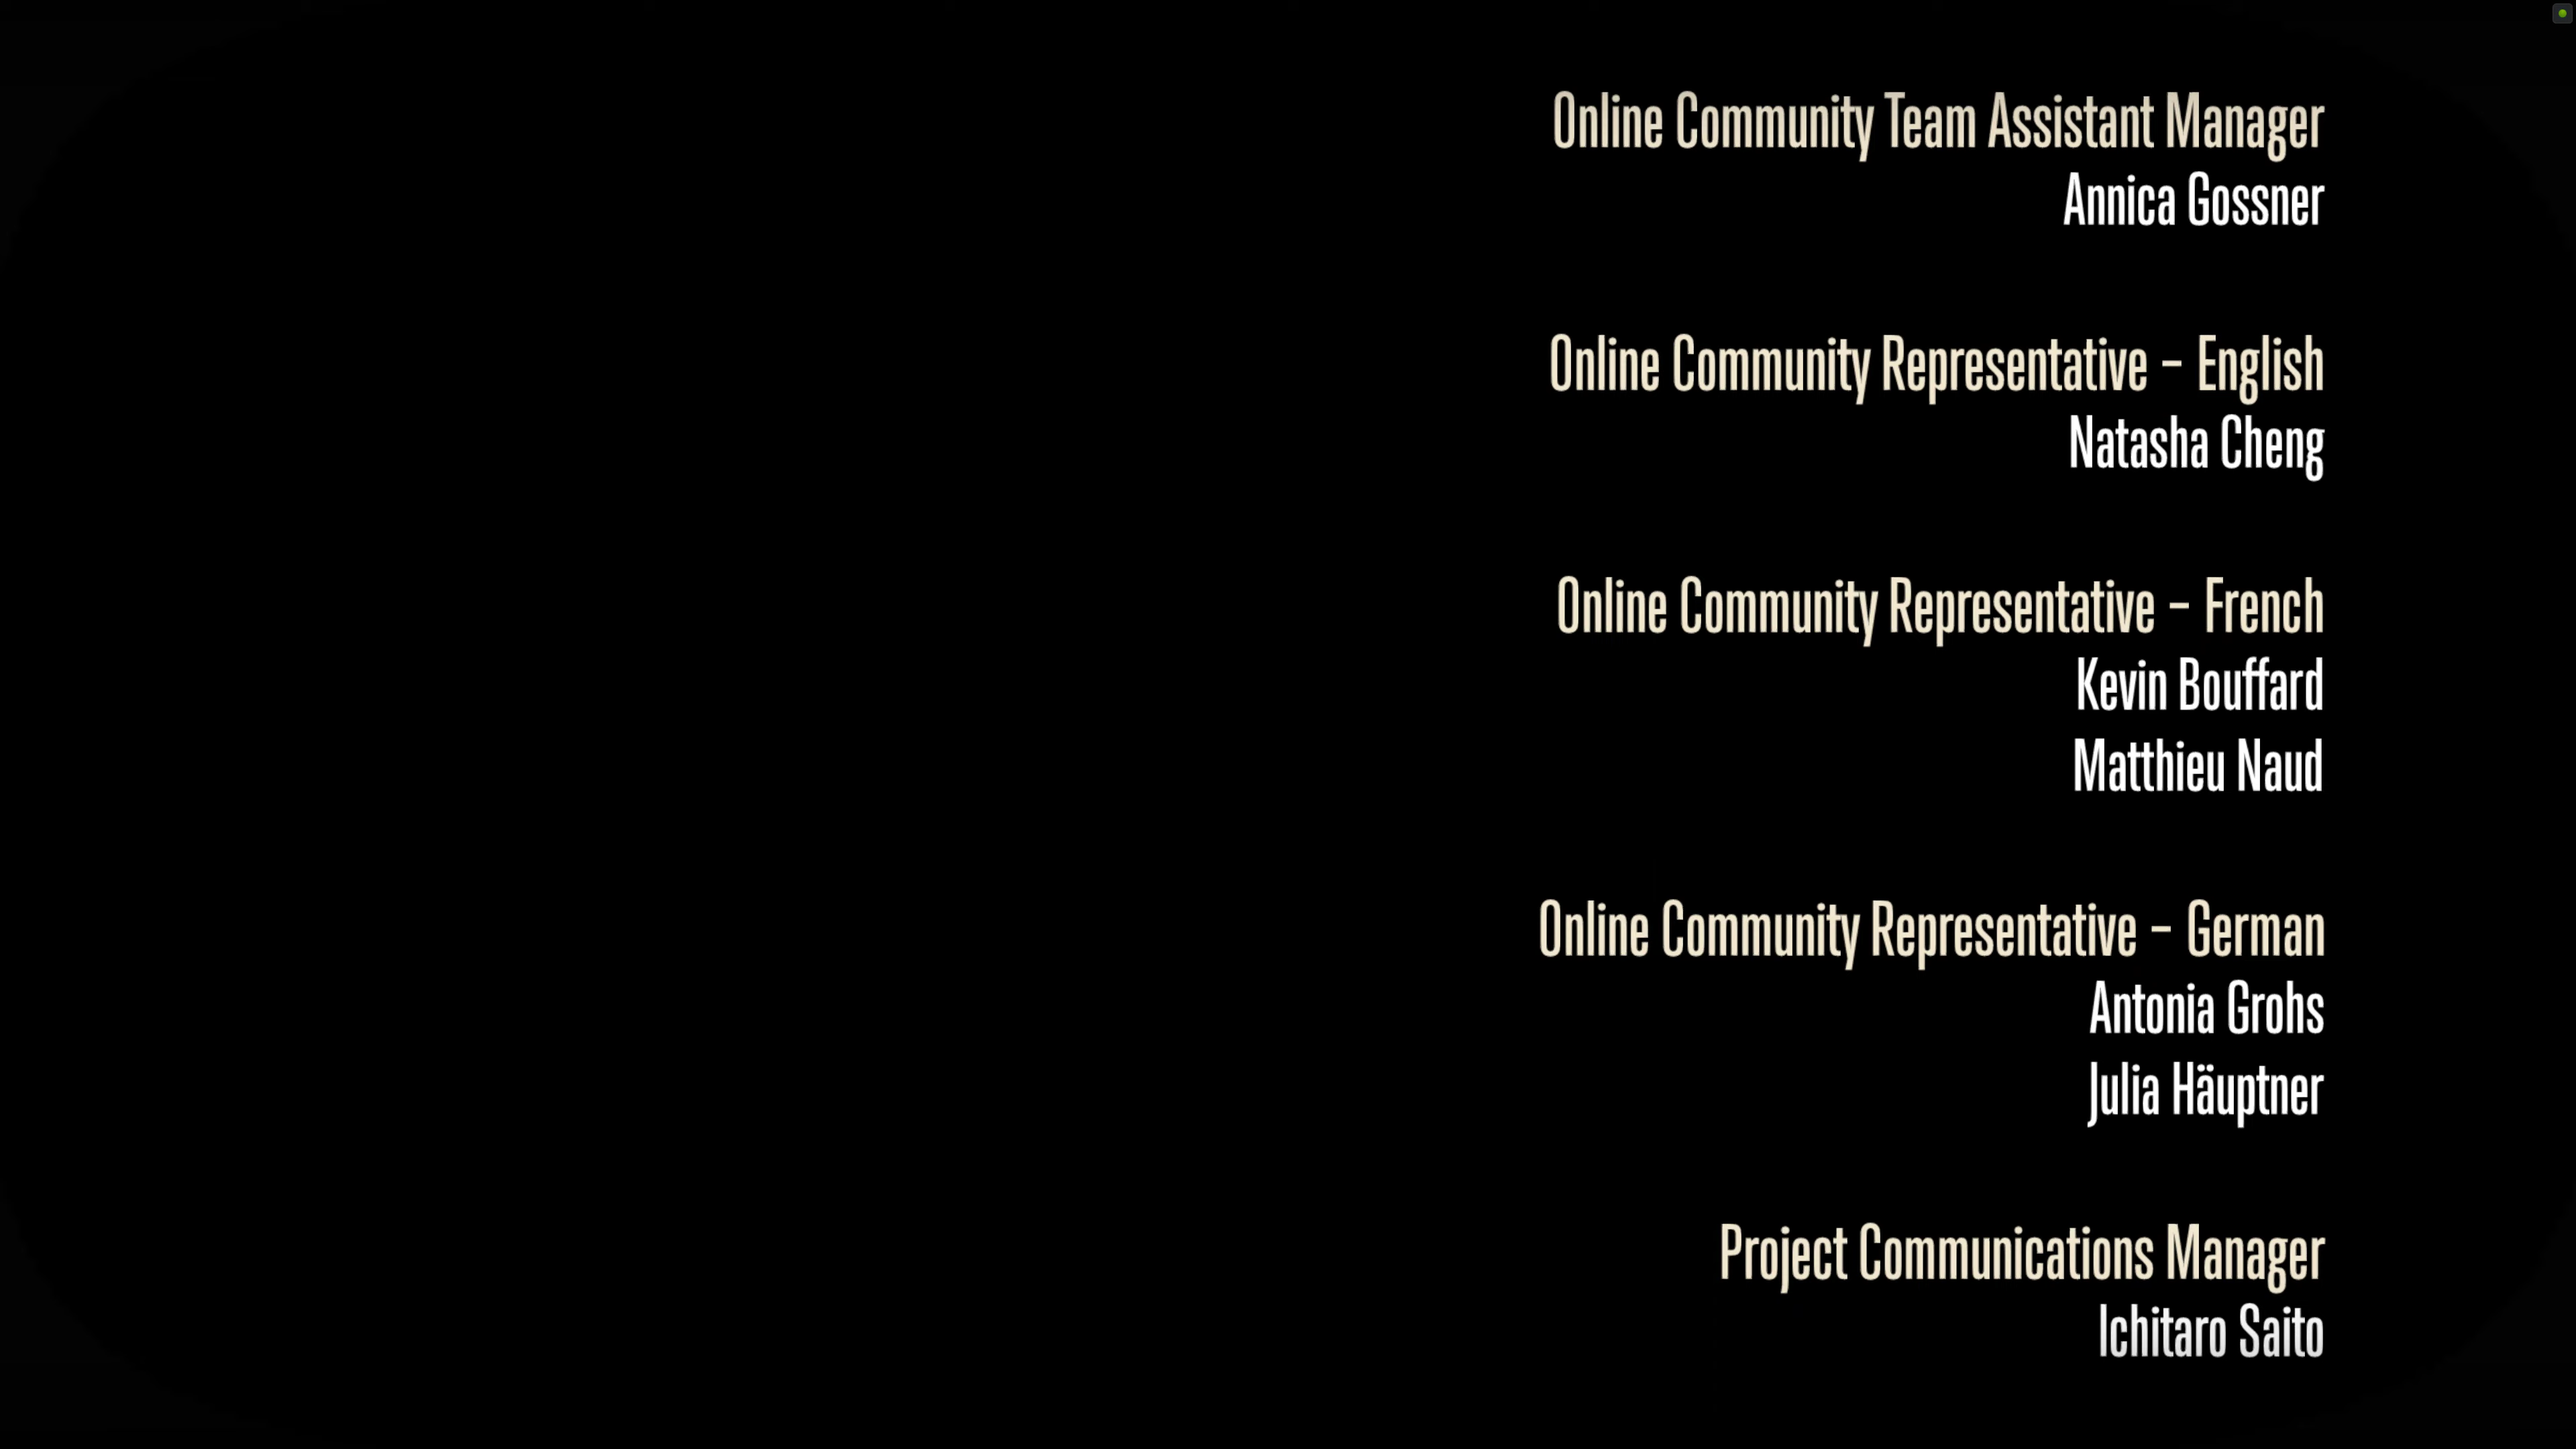 Online Community Team Assistant Manager
Annica Gossner
Online Community Representative – English
Natasha Cheng
Online Community Representative – French
Kevin Bouffard
Matthieu Naud
Online Community Representative – German
Antonia Grohs
Julia Häuptner
Project Communications Manager
Ichitaro Saito